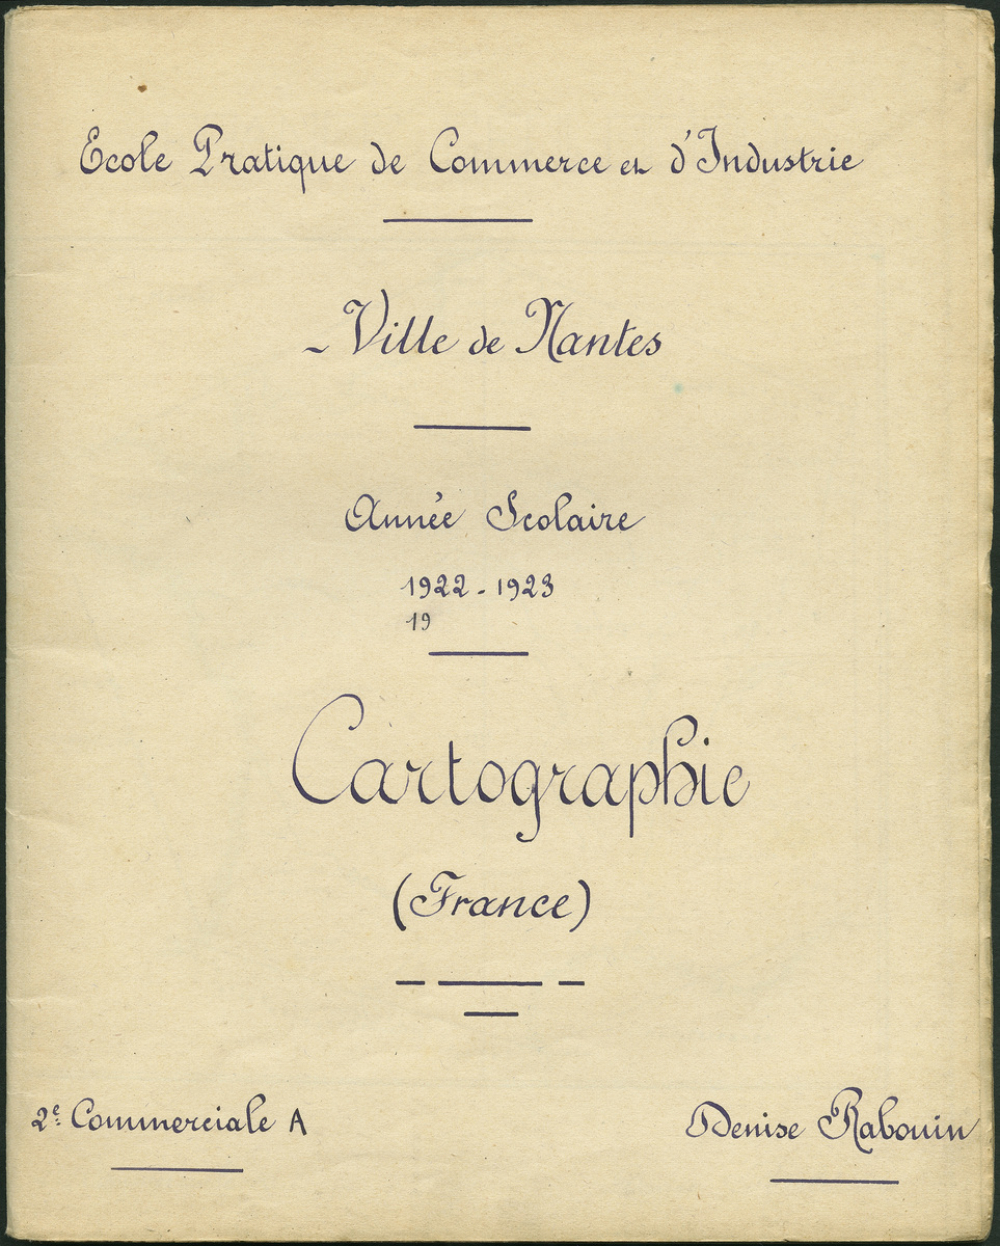 Ecole Pratique de Commerce et d'Industrie
Ville de Nantes
Année Scolaire
1922-1923
19
Cartographie
(France)
2e Commerciale A
Denise Rabouin